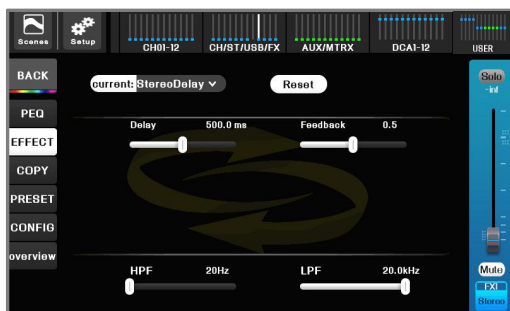 Scenes
Setup
CH01-12
CH/ST/USB/FX
AUX/MTRX
DCA1-12
USER
BACK
current: StereoDelay
Reset
Solo
-inf
PEQ
Delay
500.0 ms
Feedback
0.5
EFFECT
COPY
PRESET
CONFIG
overview
HPF
20Hz
LPF
20.0kHz
Mute
FX1
Stereo